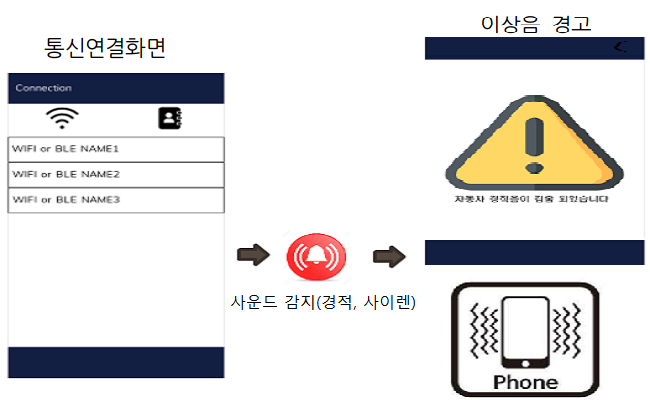 통신연결화면
Connection
WIFI or BLE NAME1
WIFI or BLE NAME2
WIFI or BLE NAME3
사운드 감지(경적, 사이렌)
이상음 경고
자동차 경적음이 검출 되었습니다
Phone